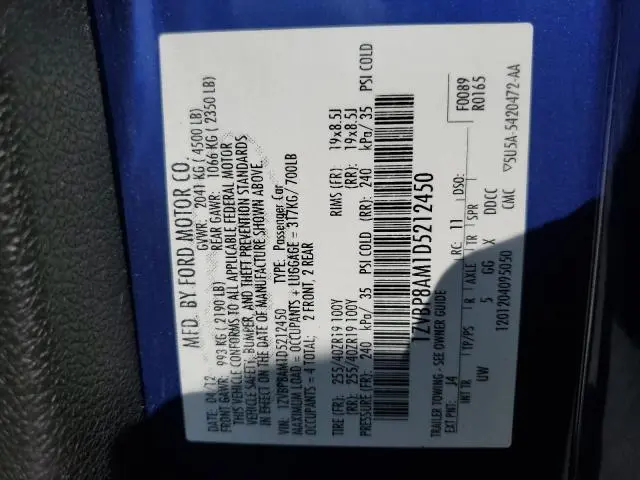 MFD. BY FORD MOTOR CO.
DATE: 04/12 GVWR: 2041 KG ( 4500 LB)
FRONT GAWR: 993 KG ( 2190 LB) REAR GAWR: 1066 KG ( 2350 LB)
THIS VEHICLE CONFORMS TO ALL APPLICABLE FEDERAL MOTOR
VEHICLE SAFETY, BUMPER, AND THEFT PREVENTION STANDARDS
IN EFFECT ON THE DATE OF MANUFACTURE SHOWN ABOVE.
VIN: 1ZVBP8AM1D5212450 TYPE: Passenger Car
MAXIMUM LOAD = OCCUPANTS + LUGGAGE = 317KG/ 700LB
OCCUPANTS = 4 TOTAL: 2 FRONT, 2 REAR
TIRE (FR) 255/40ZR19 100Y RIMS (FR) 19x8.5J
(RR): 255/40ZR19 100Y (RR): 19x8.5J
PRESSURE (FR) 240 kPa/ 35 PSI COLD (RR) 240 kPa/ 35 PSI COLD
1ZVBP8AM1D5212450
TRAILER TOWING - SEE OWNER GUIDE
EXT PNT: J4 RC: 11 DSO: F0089
R0165
INT TR TP/PS R AXLE TR SPR
UW 5 GG X DDCC
1201204095050 CMC ▽5U5A-5420472-AA